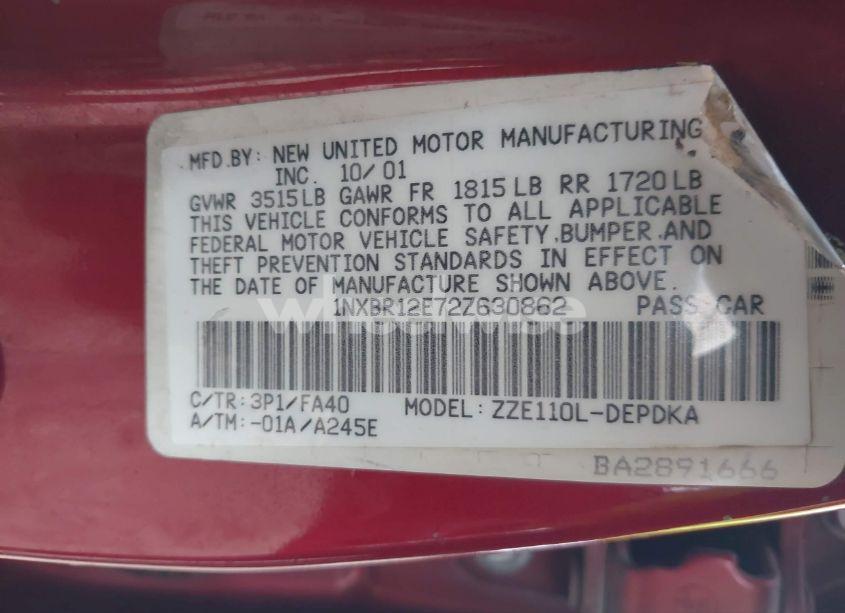 MFD.BY: NEW UNITED MOTOR MANUFACTURING
INC. 10/01
GVWR 3515LB GAWR FR 1815LB RR 1720LB
THIS VEHICLE CONFORMS TO ALL APPLICABLE
FEDERAL MOTOR VEHICLE SAFETY,BUMPER,AND
THEFT PREVENTION STANDARDS IN EFFECT ON
THE DATE OF MANUFACTURE SHOWN ABOVE.
1NXBR12E72Z630862 PASS CAR
wheelwise
C/TR:3P1/FA40 MODEL:ZZE110L-DEPDKA
A/TM:-01A/A245E
BA2891666